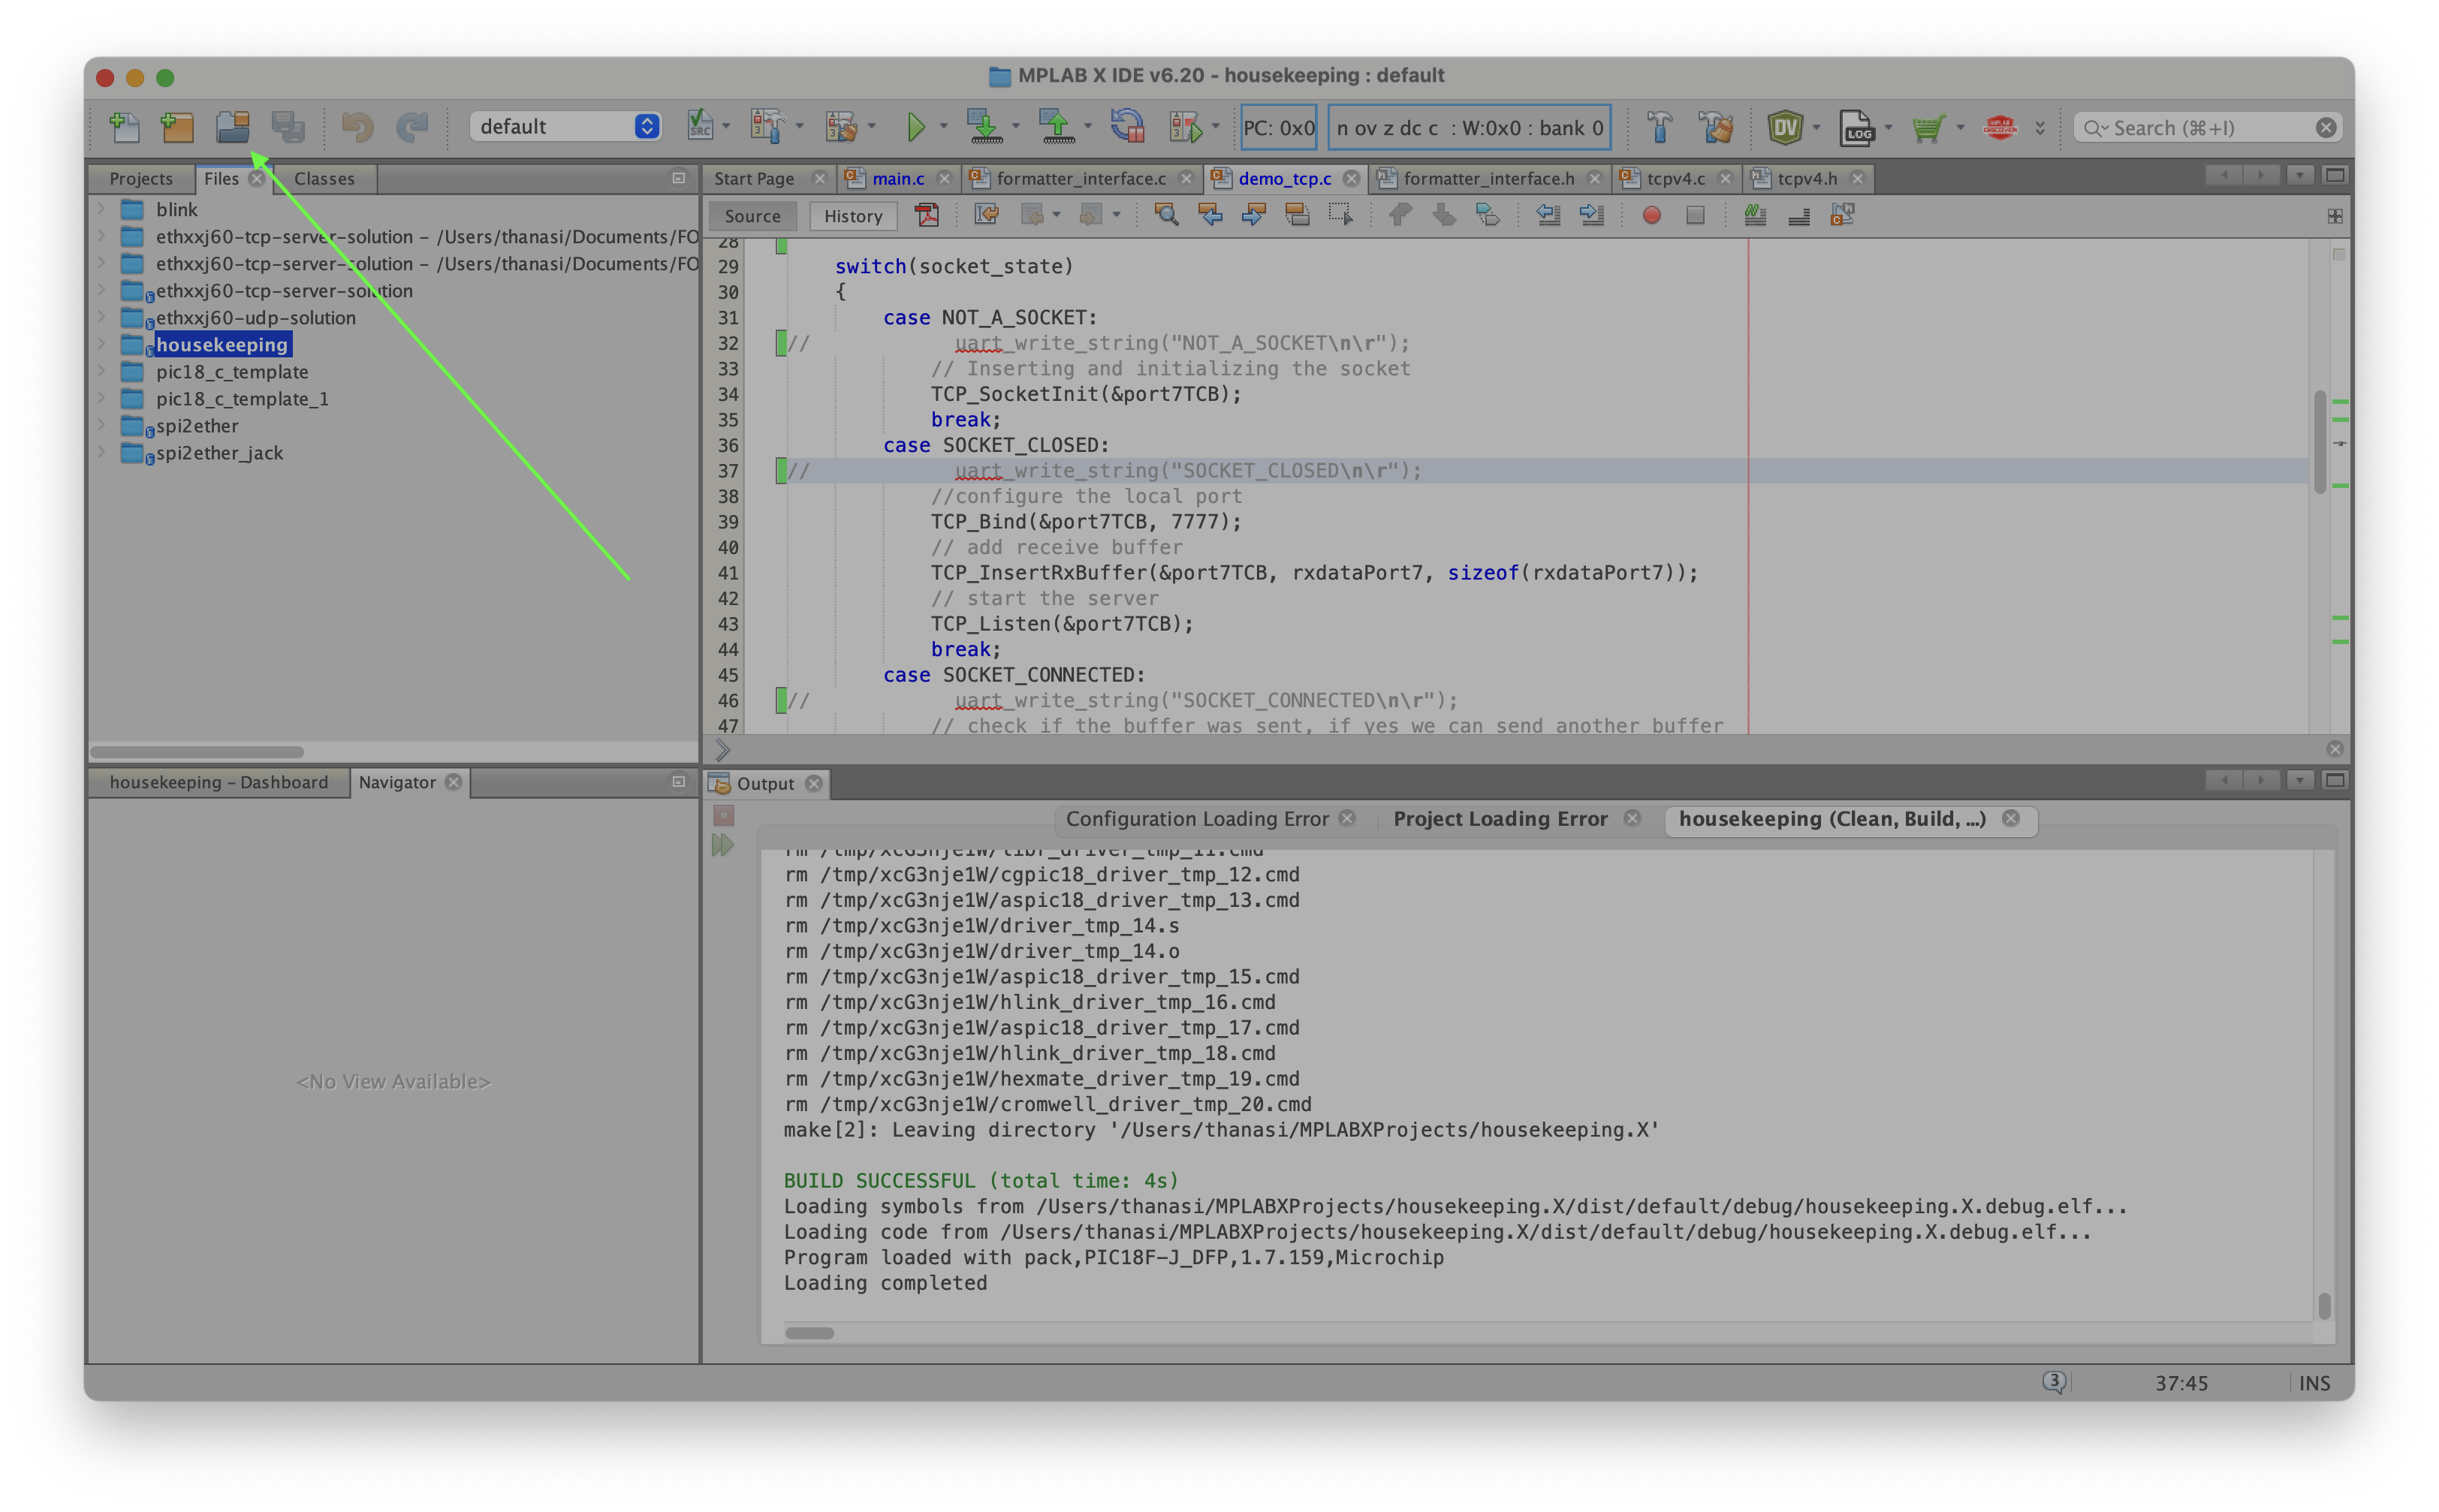 MPLAB X IDE v6.20 - housekeeping : default
default
SRC
PC: 0x0
n ov z dc c : W:0x0 : bank 0
DV
LOG
Search (⌘+I)
Projects
Files
Classes
Start Page
main.c
formatter_interface.c
demo_tcp.c
formatter_interface.h
tcpv4.c
tcpv4.h
Source
History
blink
ethxxj60-tcp-server-solution – /Users/thanasi/Documents/FO
ethxxj60-tcp-server-solution – /Users/thanasi/Documents/FO
ethxxj60-tcp-server-solution
ethxxj60-udp-solution
housekeeping
pic18_c_template
pic18_c_template_1
spi2ether
spi2ether_jack
28
29 switch(socket_state)
30 {
31 case NOT_A_SOCKET:
32 // uart_write_string("NOT_A_SOCKET\n\r");
33 // Inserting and initializing the socket
34 TCP_SocketInit(&port7TCB);
35 break;
36 case SOCKET_CLOSED:
37 // uart_write_string("SOCKET_CLOSED\n\r");
38 //configure the local port
39 TCP_Bind(&port7TCB, 7777);
40 // add receive buffer
41 TCP_InsertRxBuffer(&port7TCB, rxdataPort7, sizeof(rxdataPort7));
42 // start the server
43 TCP_Listen(&port7TCB);
44 break;
45 case SOCKET_CONNECTED:
46 // uart_write_string("SOCKET_CONNECTED\n\r");
47 // check if the buffer was sent, if yes we can send another buffer
housekeeping – Dashboard
Navigator
<No View Available>
Output
Configuration Loading Error
Project Loading Error
housekeeping (Clean, Build, ...)
rm /tmp/xcG3nje1W/libr_driver_tmp_11.cmd
rm /tmp/xcG3nje1W/cgpic18_driver_tmp_12.cmd
rm /tmp/xcG3nje1W/aspic18_driver_tmp_13.cmd
rm /tmp/xcG3nje1W/driver_tmp_14.s
rm /tmp/xcG3nje1W/driver_tmp_14.o
rm /tmp/xcG3nje1W/aspic18_driver_tmp_15.cmd
rm /tmp/xcG3nje1W/hlink_driver_tmp_16.cmd
rm /tmp/xcG3nje1W/aspic18_driver_tmp_17.cmd
rm /tmp/xcG3nje1W/hlink_driver_tmp_18.cmd
rm /tmp/xcG3nje1W/hexmate_driver_tmp_19.cmd
rm /tmp/xcG3nje1W/cromwell_driver_tmp_20.cmd
make[2]: Leaving directory '/Users/thanasi/MPLABXProjects/housekeeping.X'
BUILD SUCCESSFUL (total time: 4s)
Loading symbols from /Users/thanasi/MPLABXProjects/housekeeping.X/dist/default/debug/housekeeping.X.debug.elf...
Loading code from /Users/thanasi/MPLABXProjects/housekeeping.X/dist/default/debug/housekeeping.X.debug.elf...
Program loaded with pack,PIC18F-J_DFP,1.7.159,Microchip
Loading completed
3
37:45
INS